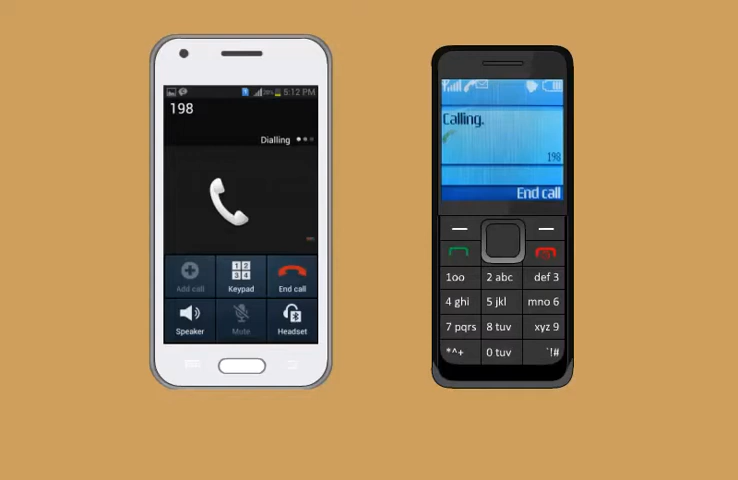 5:12 PM
198
Dialling
Add call
Keypad
End call
Speaker
Mute
Headset
Calling.
198
End call
1oo
2 abc
def 3
4 ghi
5 jkl
mno 6
7 pqrs
8 tuv
xyz 9
*^+
0 tuv
`!#